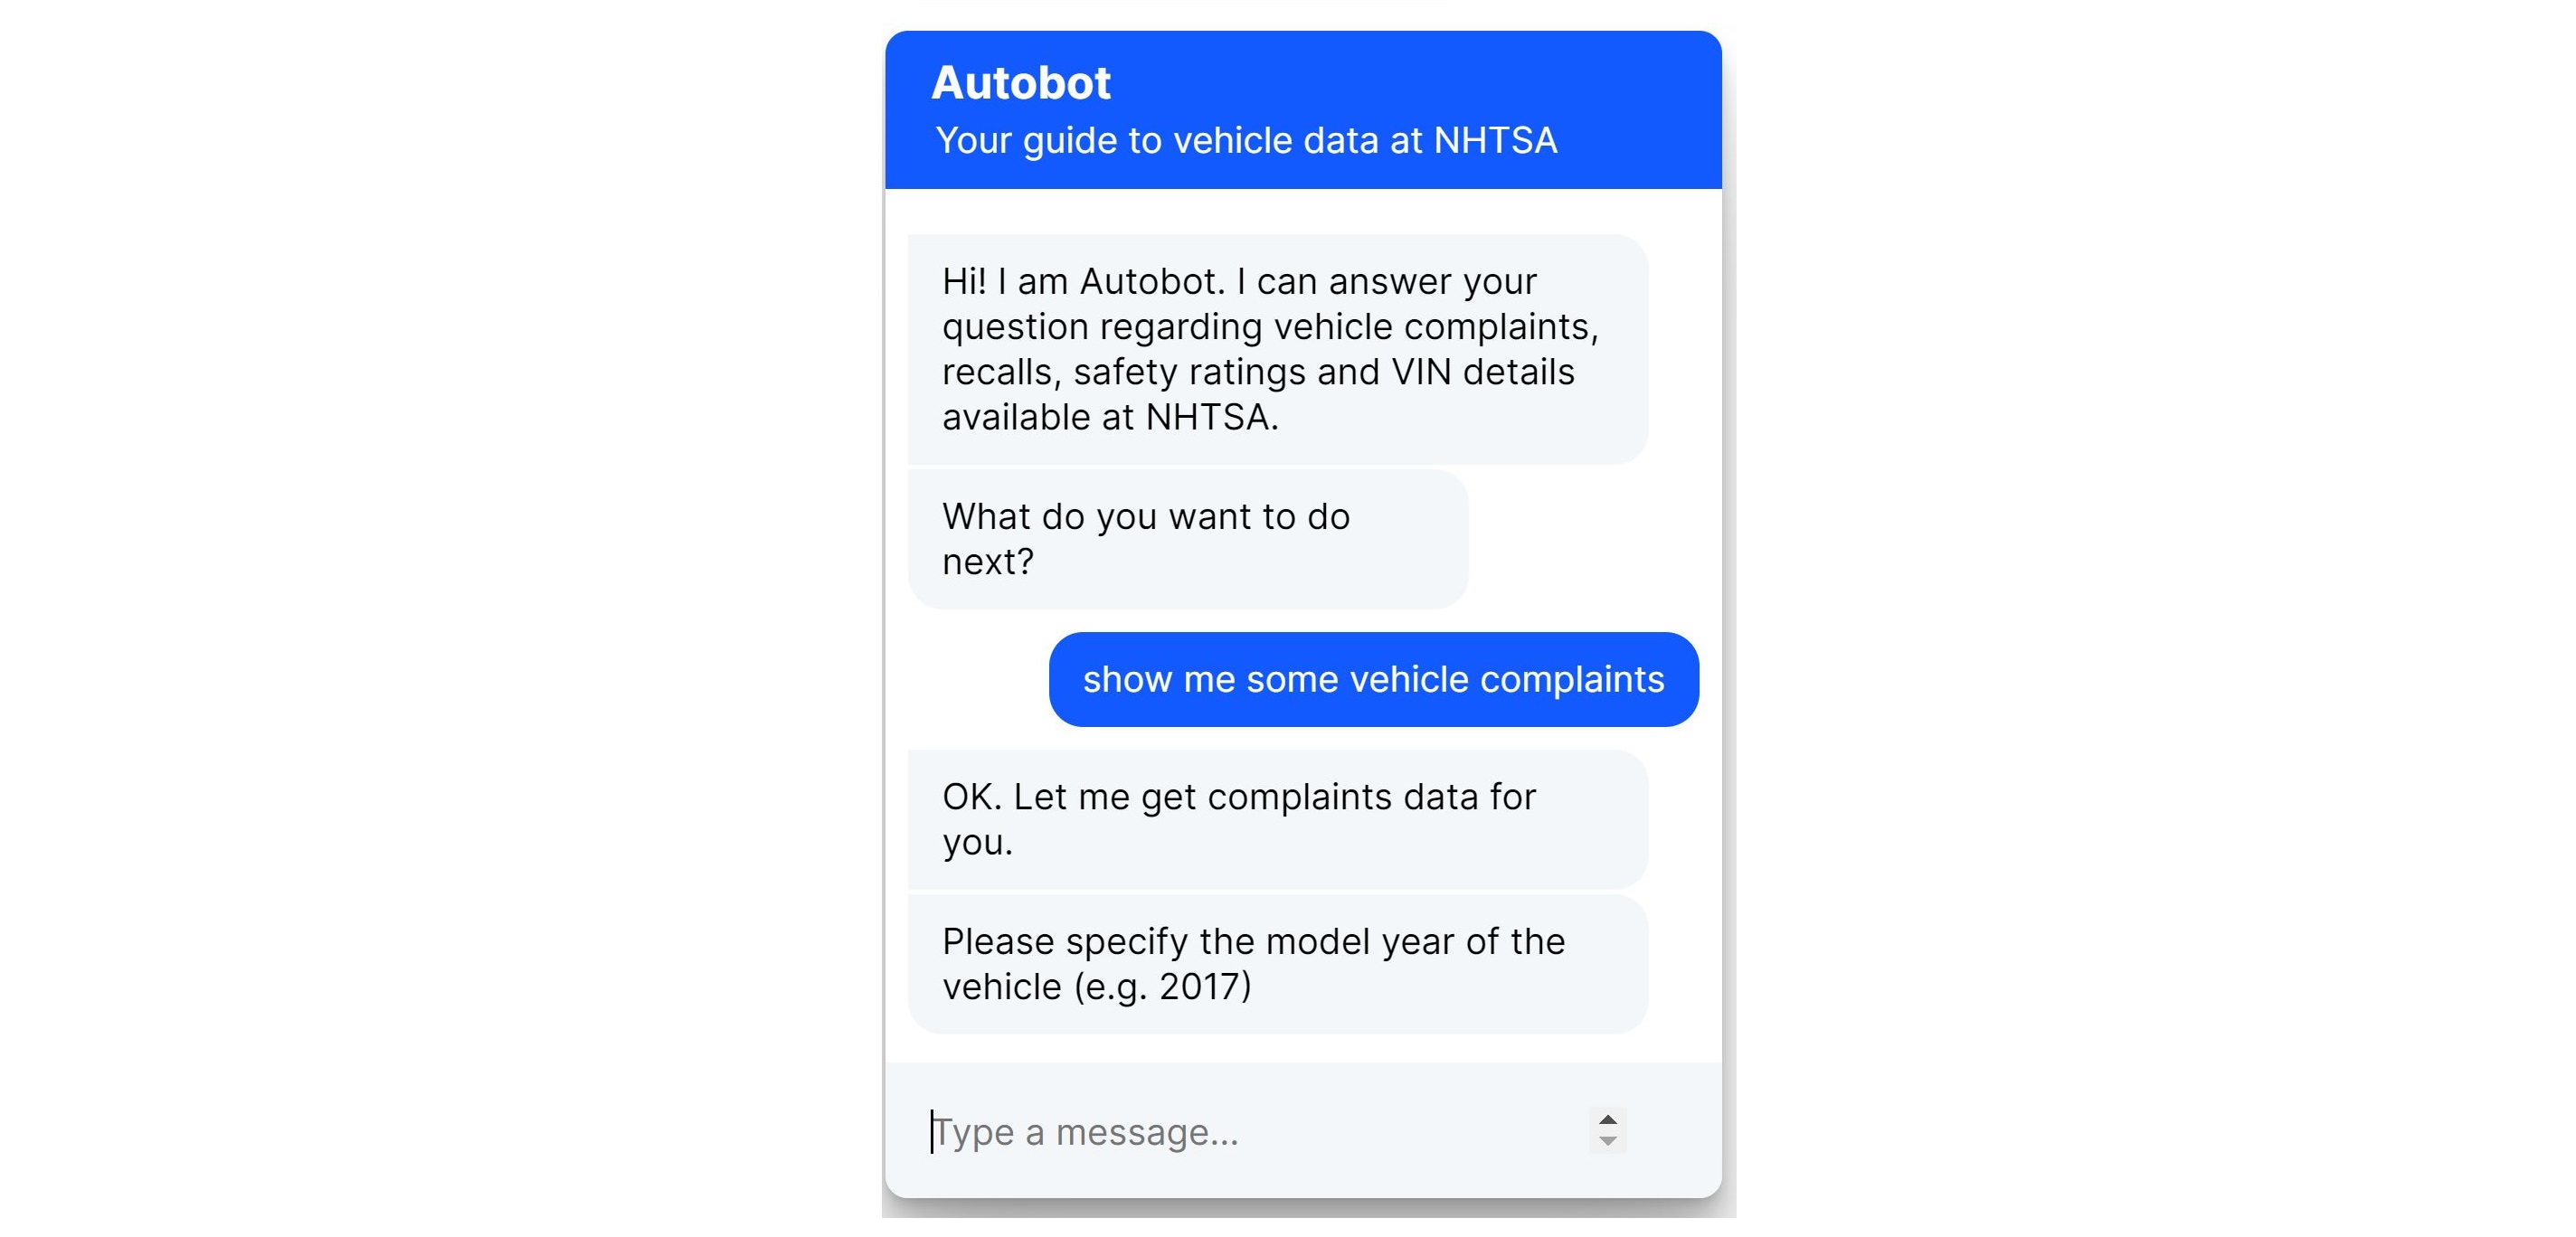 Autobot
Your guide to vehicle data at NHTSA
Hi! I am Autobot. I can answer your
question regarding vehicle complaints,
recalls, safety ratings and VIN details
available at NHTSA.
What do you want to do
next?
show me some vehicle complaints
OK. Let me get complaints data for
you.
Please specify the model year of the
vehicle (e.g. 2017)
Type a message...